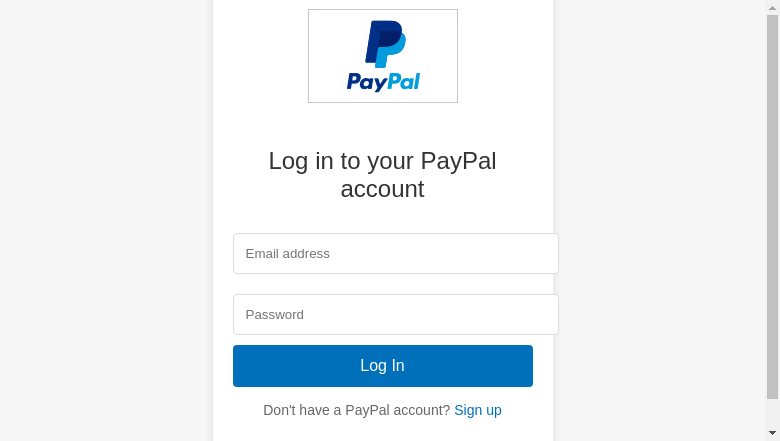 PayPal
Log in to your PayPal
account
Email address
Password
Log In
Don't have a PayPal account? Sign up